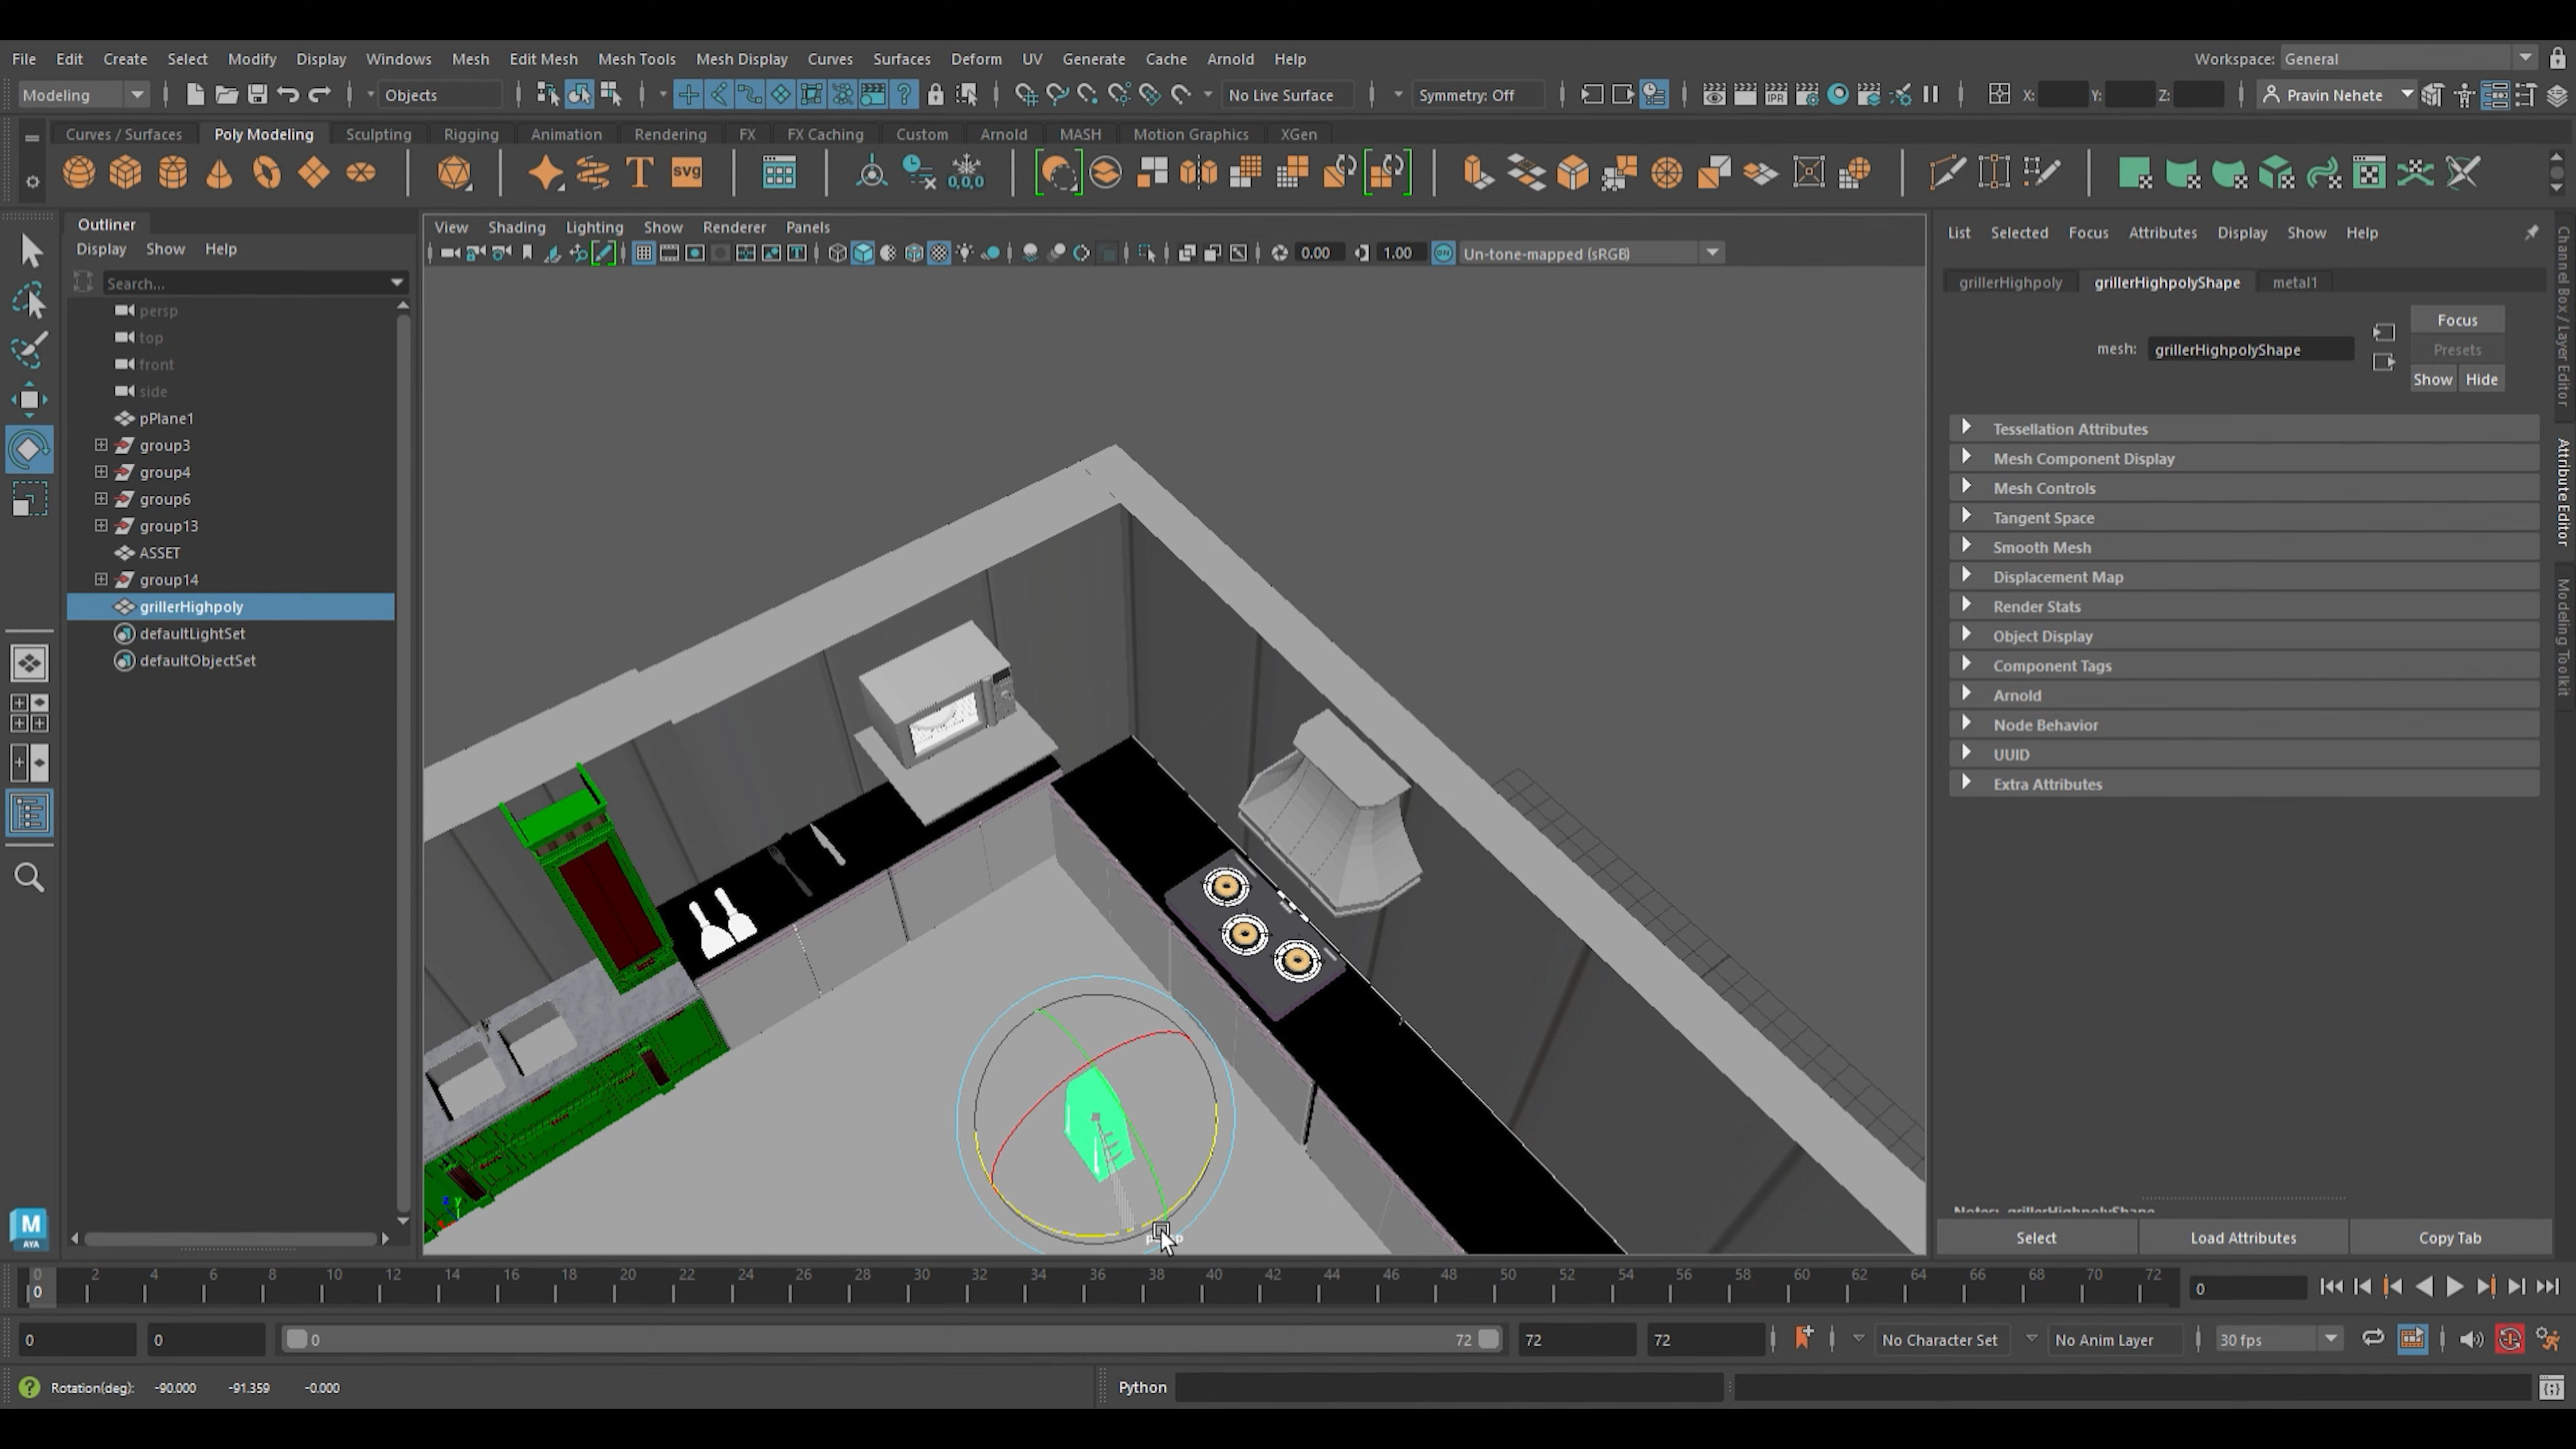 File Edit Create Select Modify Display Windows Mesh Edit Mesh Mesh Tools Mesh Display Curves Surfaces Deform UV Generate Cache Arnold Help Workspace: General
Modeling Objects No Live Surface Symmetry: Off IPR X: Y: Z: Pravin Nehete
Curves / Surfaces Poly Modeling Sculpting Rigging Animation Rendering FX FX Caching Custom Arnold MASH Motion Graphics XGen
T SVG 0,0,0
Outliner
Display Show Help
Search...
persp
top
front
side
pPlane1
group3
group4
group6
group13
ASSET
group14
grillerHighpoly
defaultLightSet
defaultObjectSet
View Shading Lighting Show Renderer Panels
0.00 1.00 ON Un-tone-mapped (sRGB)
List Selected Focus Attributes Display Show Help
grillerHighpoly grillerHighpolyShape metal1
Focus
mesh: grillerHighpolyShape
Presets
Show Hide
Tessellation Attributes
Mesh Component Display
Mesh Controls
Tangent Space
Smooth Mesh
Displacement Map
Render Stats
Object Display
Component Tags
Arnold
Node Behavior
UUID
Extra Attributes
Notes: grillerHighpolyShape
Select Load Attributes Copy Tab
Channel Box / Layer Editor
Attribute Editor
Modeling Toolkit
M
AYA
0 2 4 6 8 10 12 14 16 18 20 22 24 26 28 30 32 34 36 38 40 42 44 46 48 50 52 54 56 58 60 62 64 66 68 70 72
0 0
0 0 0 72 72 72 No Character Set No Anim Layer 30 fps
Rotation(deg): -90.000 -91.359 -0.000 Python